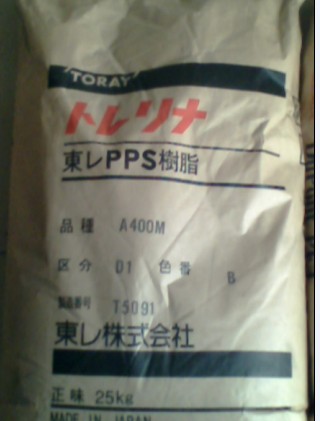 TORAY
トレリナ
東レPPS樹脂
品種 A400M
区分 01 色番 B
製造番号 T5091
東レ株式会社
正味 25kg
MADE IN JAPAN